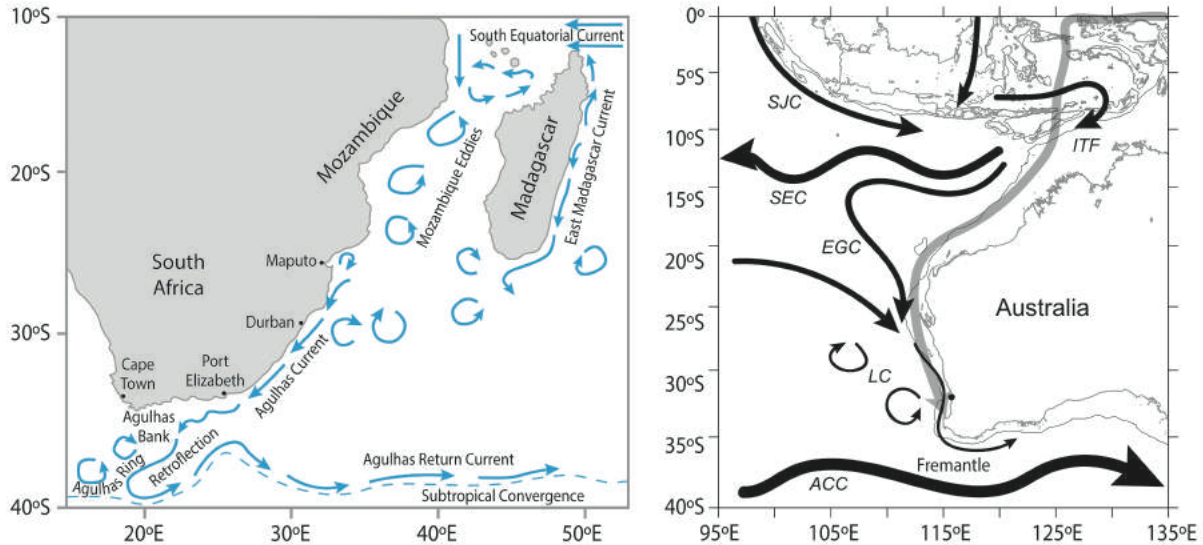 10ºS
20ºS
30ºS
40ºS
20ºE
30ºE
40ºE
50ºE
South Equatorial Current
Mozambique
Mozambique Eddies
Madagascar
East Madagascar Current
South
Africa
Maputo
Durban
Cape
Town
Port
Elizabeth
Agulhas Current
Agulhas
Bank
Agulhas Ring
Retroflection
Agulhas Return Current
Subtropical Convergence
0º
5ºS
10ºS
15ºS
20ºS
25ºS
30ºS
35ºS
40ºS
95ºE
105ºE
115ºE
125ºE
135ºE
SJC
ITF
SEC
EGC
Australia
LC
Fremantle
ACC